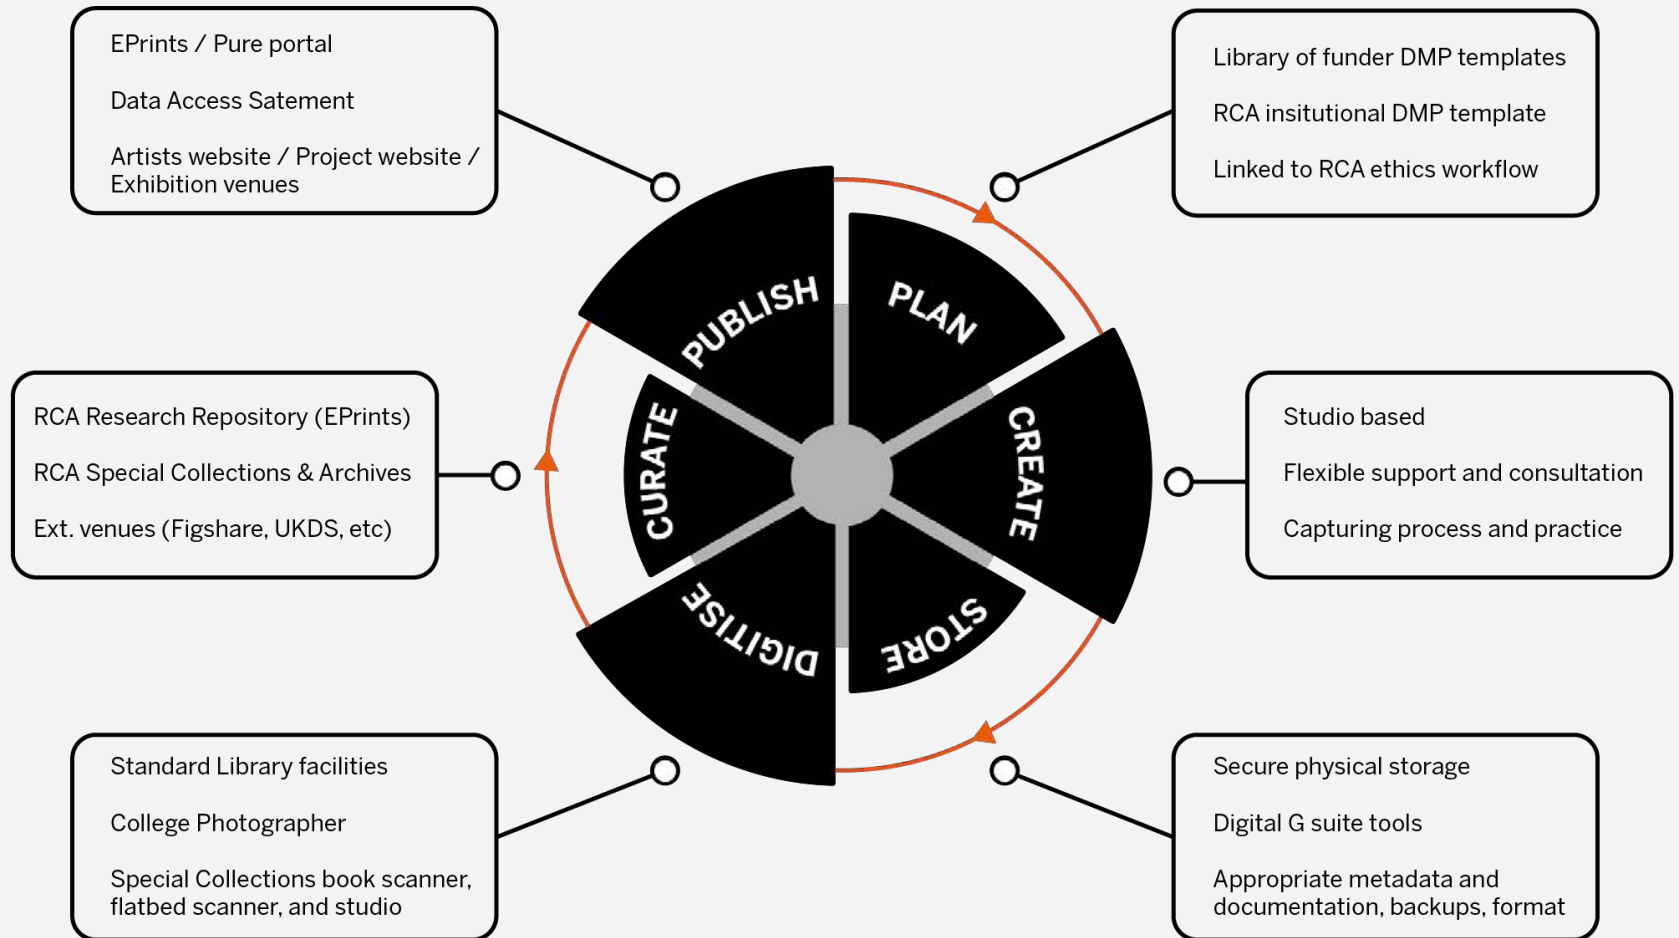 EPrints / Pure portal
Data Access Satement
Artists website / Project website /
Exhibition venues
Library of funder DMP templates
RCA insitutional DMP template
Linked to RCA ethics workflow
PUBLISH
PLAN
RCA Research Repository (EPrints)
RCA Special Collections & Archives
Ext. venues (Figshare, UKDS, etc)
CURATE
CREATE
Studio based
Flexible support and consultation
Capturing process and practice
DIGITISE
STORE
Standard Library facilities
College Photographer
Special Collections book scanner,
flatbed scanner, and studio
Secure physical storage
Digital G suite tools
Appropriate metadata and
documentation, backups, format